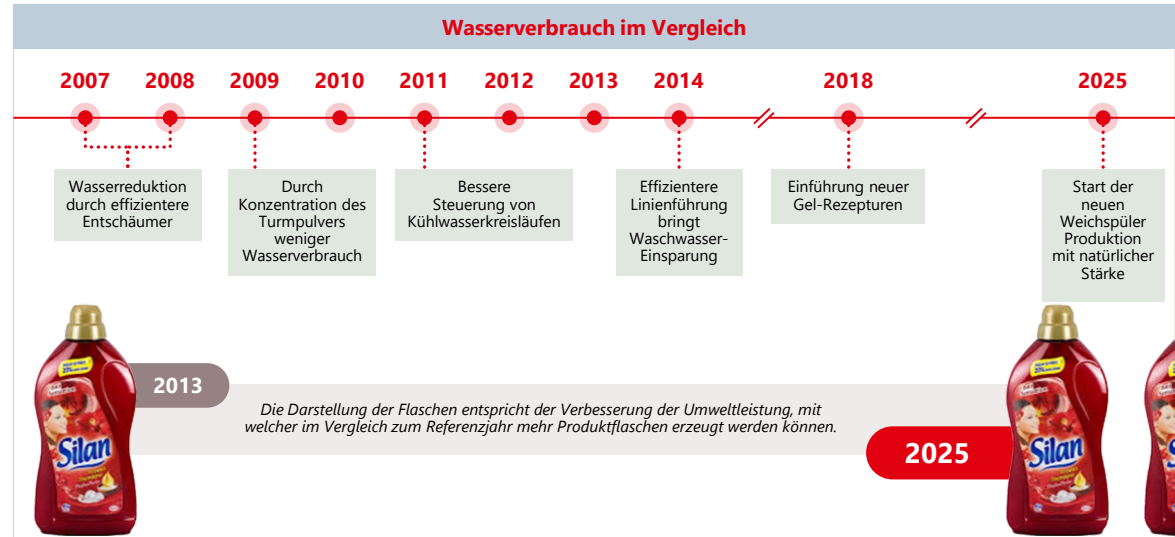 Wasserverbrauch im Vergleich
2007 2008 2009 2010 2011 2012 2013 2014 2018 2025
Wasserreduktion
durch effizientere
Entschäumer
Durch
Konzentration des
Turmpulvers
weniger
Wasserverbrauch
Bessere
Steuerung von
Kühlwasserkreisläufen
Effizientere
Linienführung
bringt
Waschwasser-
Einsparung
Einführung neuer
Gel-Rezepturen
Start der
neuen
Weichspüler
Produktion
mit natürlicher
Stärke
2013
Die Darstellung der Flaschen entspricht der Verbesserung der Umweltleistung, mit
welcher im Vergleich zum Referenzjahr mehr Produktflaschen erzeugt werden können.
2025
Silan
Silan